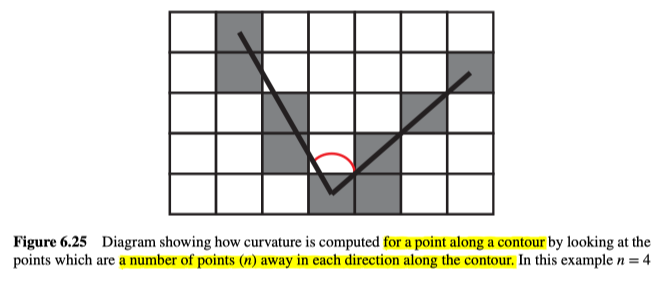 Figure 6.25 Diagram showing how curvature is computed for a point along a contour by looking at the
points which are a number of points (n) away in each direction along the contour. In this example n = 4